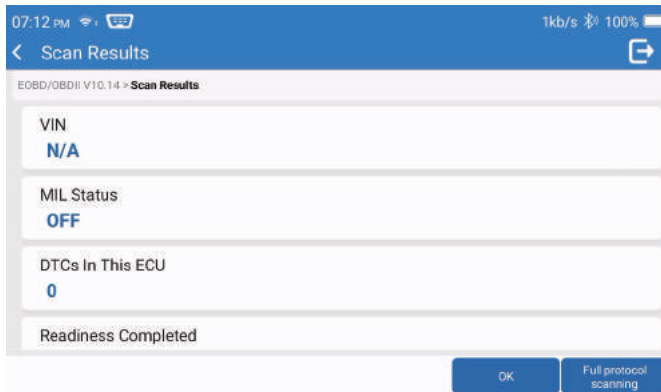 07:12 PM 1kb/s 100%
Scan Results
EOBD/OBDII V10.14 > Scan Results
VIN
N/A
MIL Status
OFF
DTCs In This ECU
0
Readiness Completed
OK
Full protocol
scanning